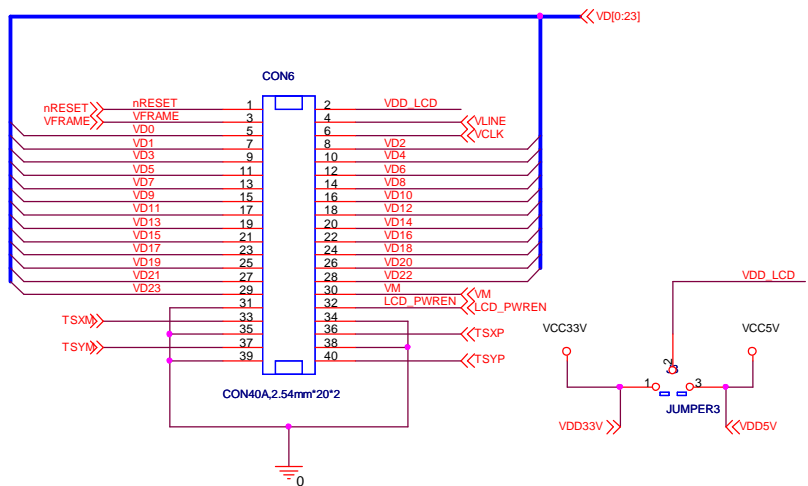 VD[0:23]
CON6
nRESET nRESET 1 2 VDD_LCD
VFRAME VFRAME 3 4 VLINE
VD0 5 6 VCLK
VD1 7 8 VD2
VD3 9 10 VD4
VD5 11 12 VD6
VD7 13 14 VD8
VD9 15 16 VD10
VD11 17 18 VD12
VD13 19 20 VD14
VD15 21 22 VD16
VD17 23 24 VD18
VD19 25 26 VD20
VD21 27 28 VD22
VD23 29 30 VM VM
31 32 LCD_PWREN LCD_PWREN
TSXM 33 34
35 36 TSXP
TSYM 37 38
39 40 TSYP
CON40A,2.54mm*20*2
0
VDD_LCD
VCC33V VCC5V
2
1 3
JUMPER3
VDD33V VDD5V